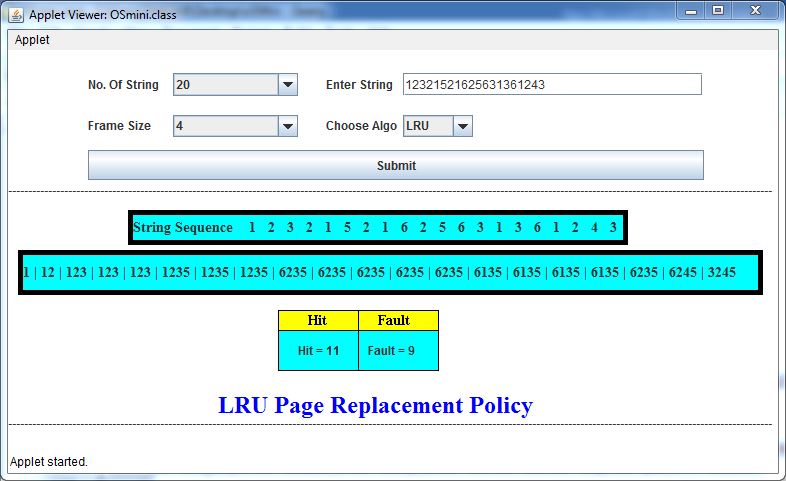 Applet Viewer: OSmini.class
Applet
No. Of String 20 Enter String 12321521625631361243
Frame Size 4 Choose Algo LRU
Submit
String Sequence 1 2 3 2 1 5 2 1 6 2 5 6 3 1 3 6 1 2 4 3
1 | 12 | 123 | 123 | 123 | 1235 | 1235 | 1235 | 6235 | 6235 | 6235 | 6235 | 6235 | 6135 | 6135 | 6135 | 6135 | 6235 | 6245 | 3245
Hit Fault
Hit = 11 Fault = 9
LRU Page Replacement Policy
Applet started.